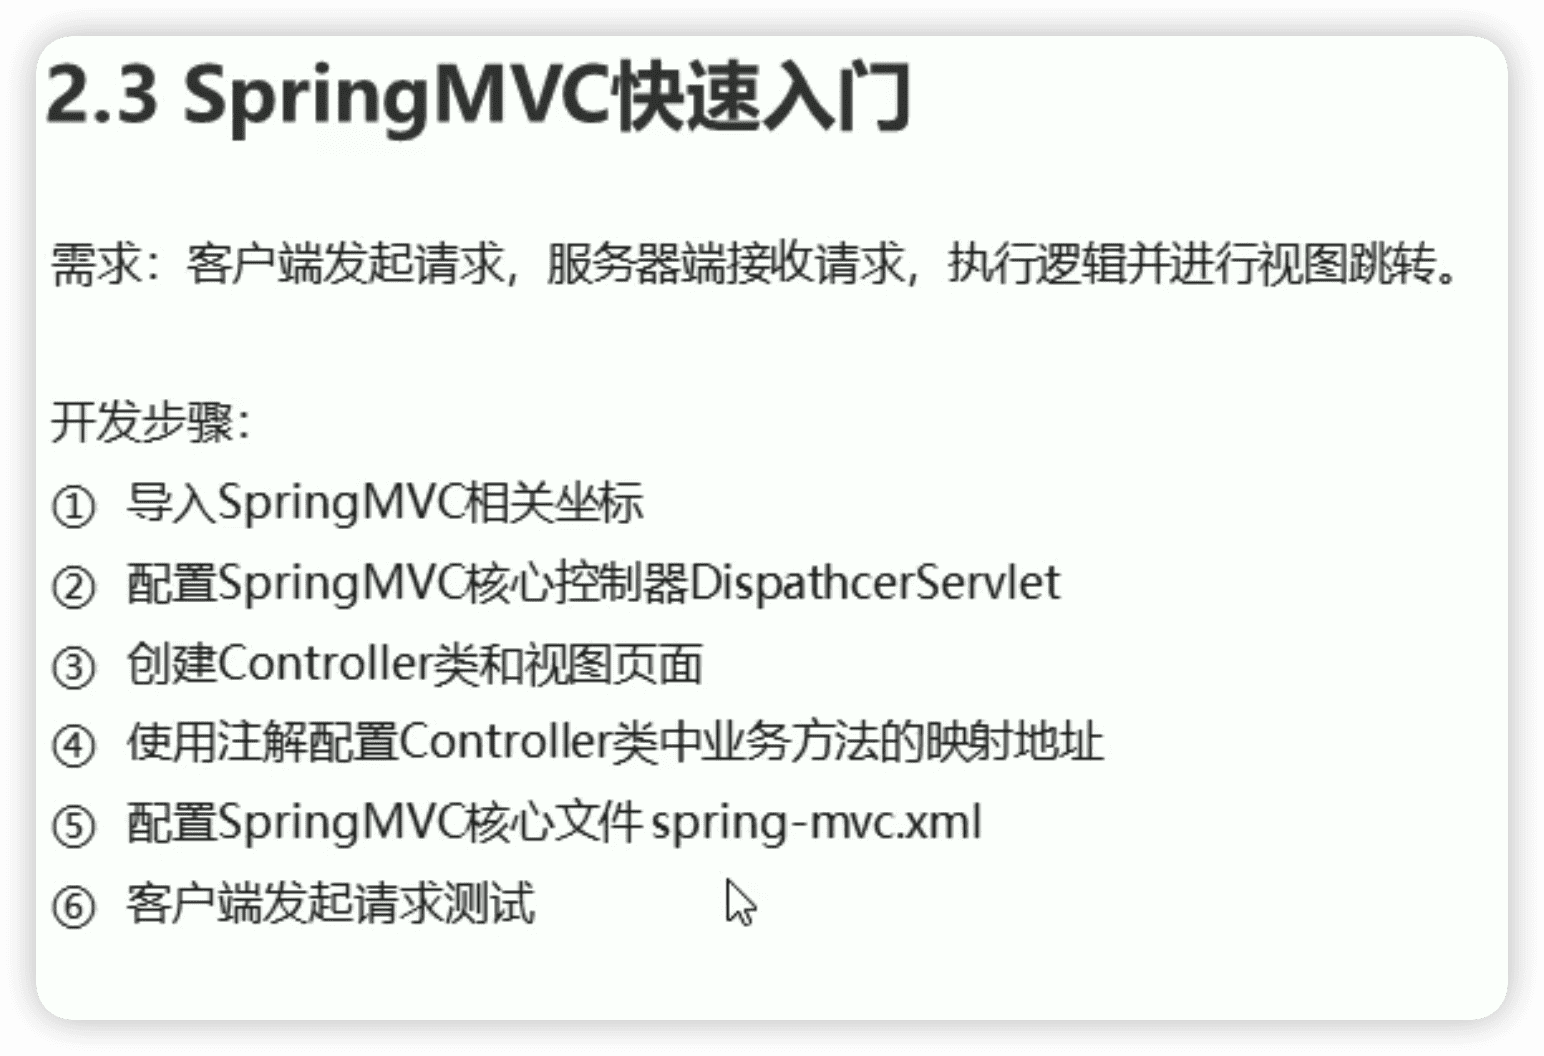 2.3 SpringMVC快速入门
需求：客户端发起请求，服务器端接收请求，执行逻辑并进行视图跳转。
开发步骤：
① 导入SpringMVC相关坐标
② 配置SpringMVC核心控制器DispathcerServlet
③ 创建Controller类和视图页面
④ 使用注解配置Controller类中业务方法的映射地址
⑤ 配置SpringMVC核心文件 spring-mvc.xml
⑥ 客户端发起请求测试